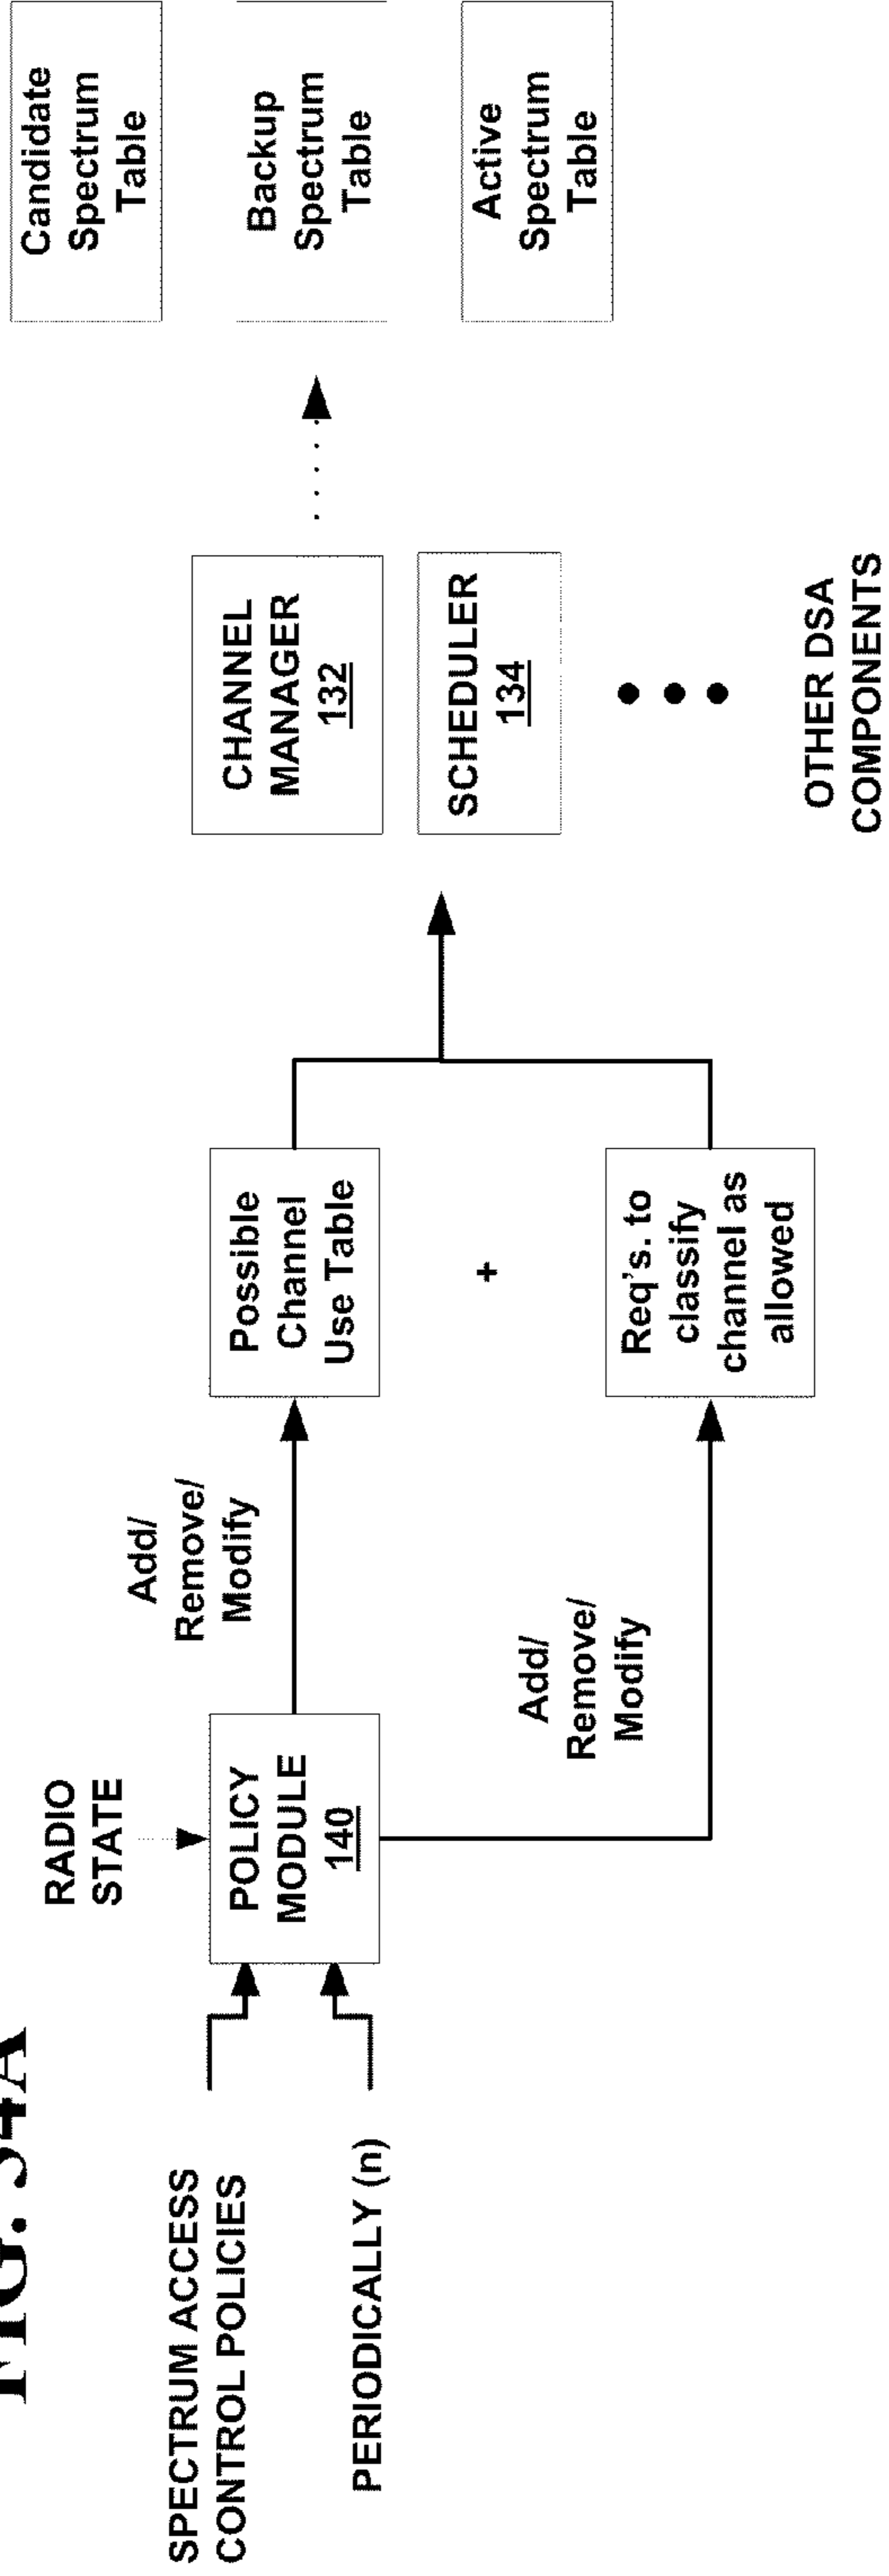 FIG. 34A
SPECTRUM ACCESS
CONTROL POLICIES
PERIODICALLY (n)
RADIO
STATE
POLICY
MODULE
140
Add/
Remove/
Modify
Add/
Remove/
Modify
Possible
Channel
Use Table
+
Req's. to
classify
channel as
allowed
CHANNEL
MANAGER
132
SCHEDULER
134
OTHER DSA
COMPONENTS
Candidate
Spectrum
Table
Backup
Spectrum
Table
Active
Spectrum
Table